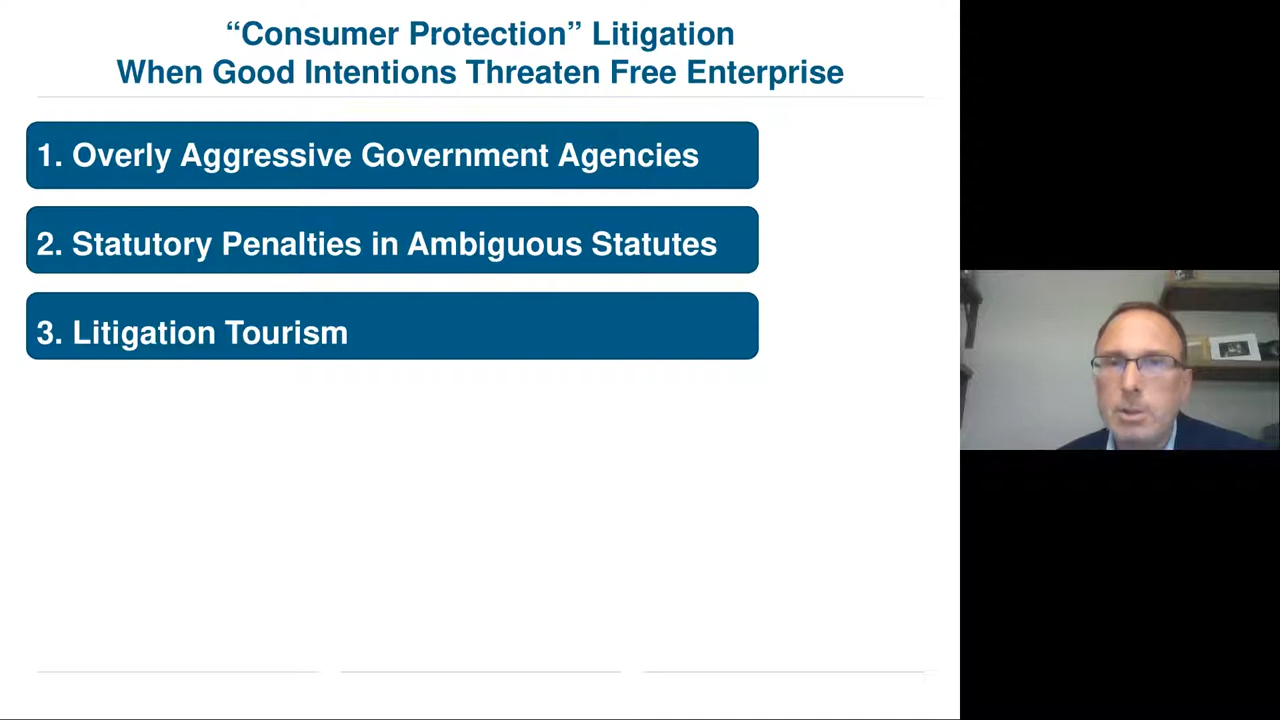 “Consumer Protection” Litigation
When Good Intentions Threaten Free Enterprise
1. Overly Aggressive Government Agencies
2. Statutory Penalties in Ambiguous Statutes
3. Litigation Tourism